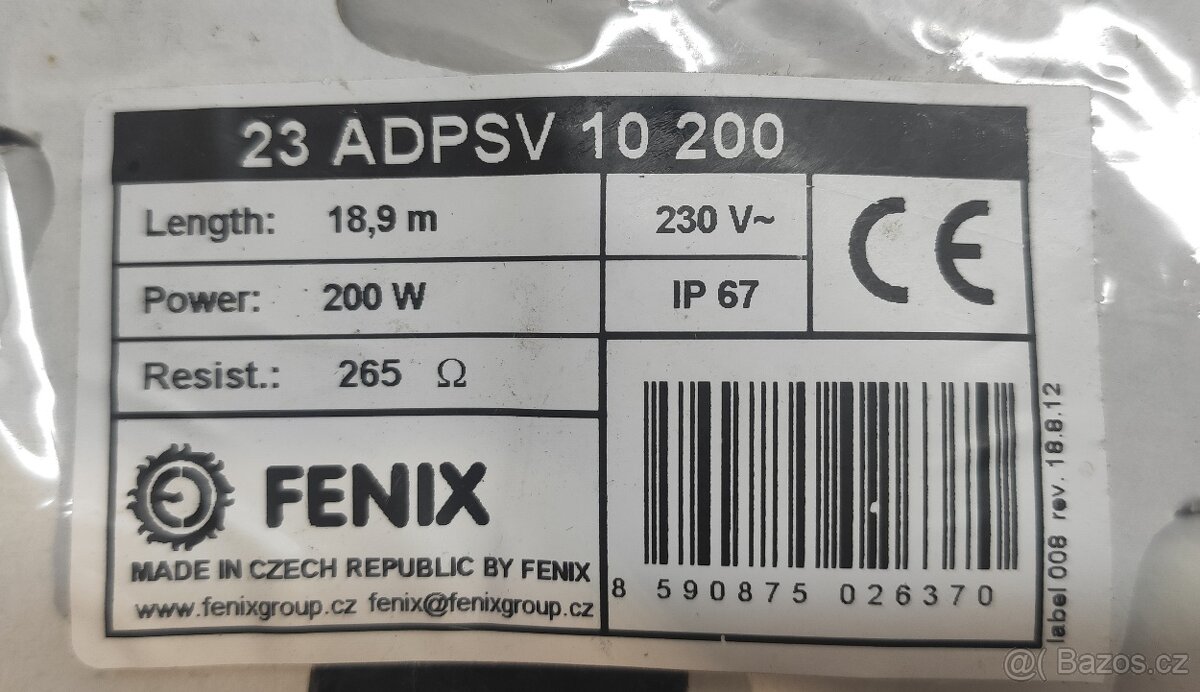 23 ADPSV 10 200
Length: 18,9 m
230 V~
CE
Power: 200 W
IP 67
Resist.: 265 Ω
FENIX
MADE IN CZECH REPUBLIC BY FENIX
www.fenixgroup.cz fenix@fenixgroup.cz
8 590875 026370
label 008 rev. 18.8.12
@( Bazos.cz